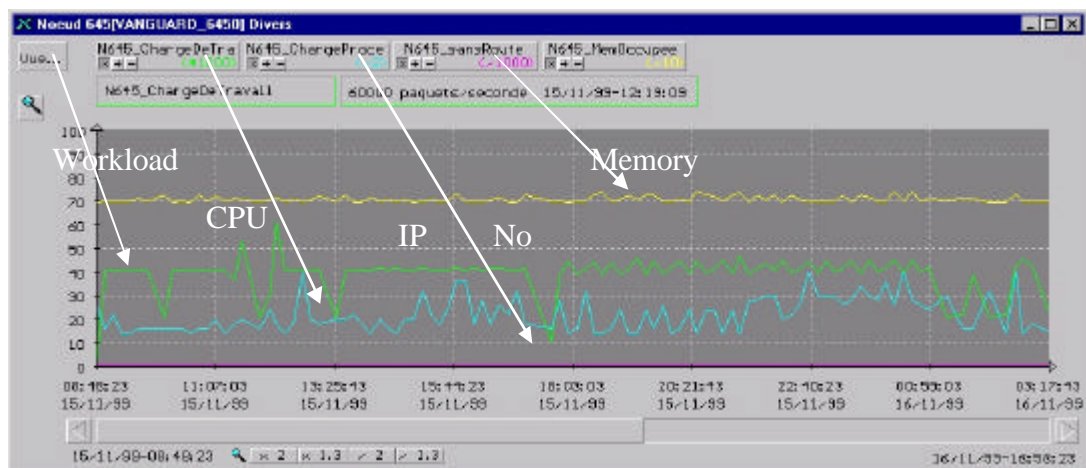 Noeud 645[VANGUARD_6450] Divers
Vue...
N645_ChargeDeTra N645_ChargeProce N645_sansRoute N645_MemOccupee
N645_ChargeDeTravail 60000 paquets/seconde 15/11/99-12:19:09
100
90
80
70
60
50
40
30
20
10
0
Workload
Memory
CPU IP No
08:48:23 11:07:03 13:25:43 15:44:23 18:03:03 20:21:43 22:40:23 00:59:03 03:17:43
15/11/99 15/11/99 15/11/99 15/11/99 15/11/99 15/11/99 15/11/99 16/11/99 16/11/99
15/11/99-08:48:23 × 2 × 1.3 / 2 / 1.3 16/11/99-16:58:23